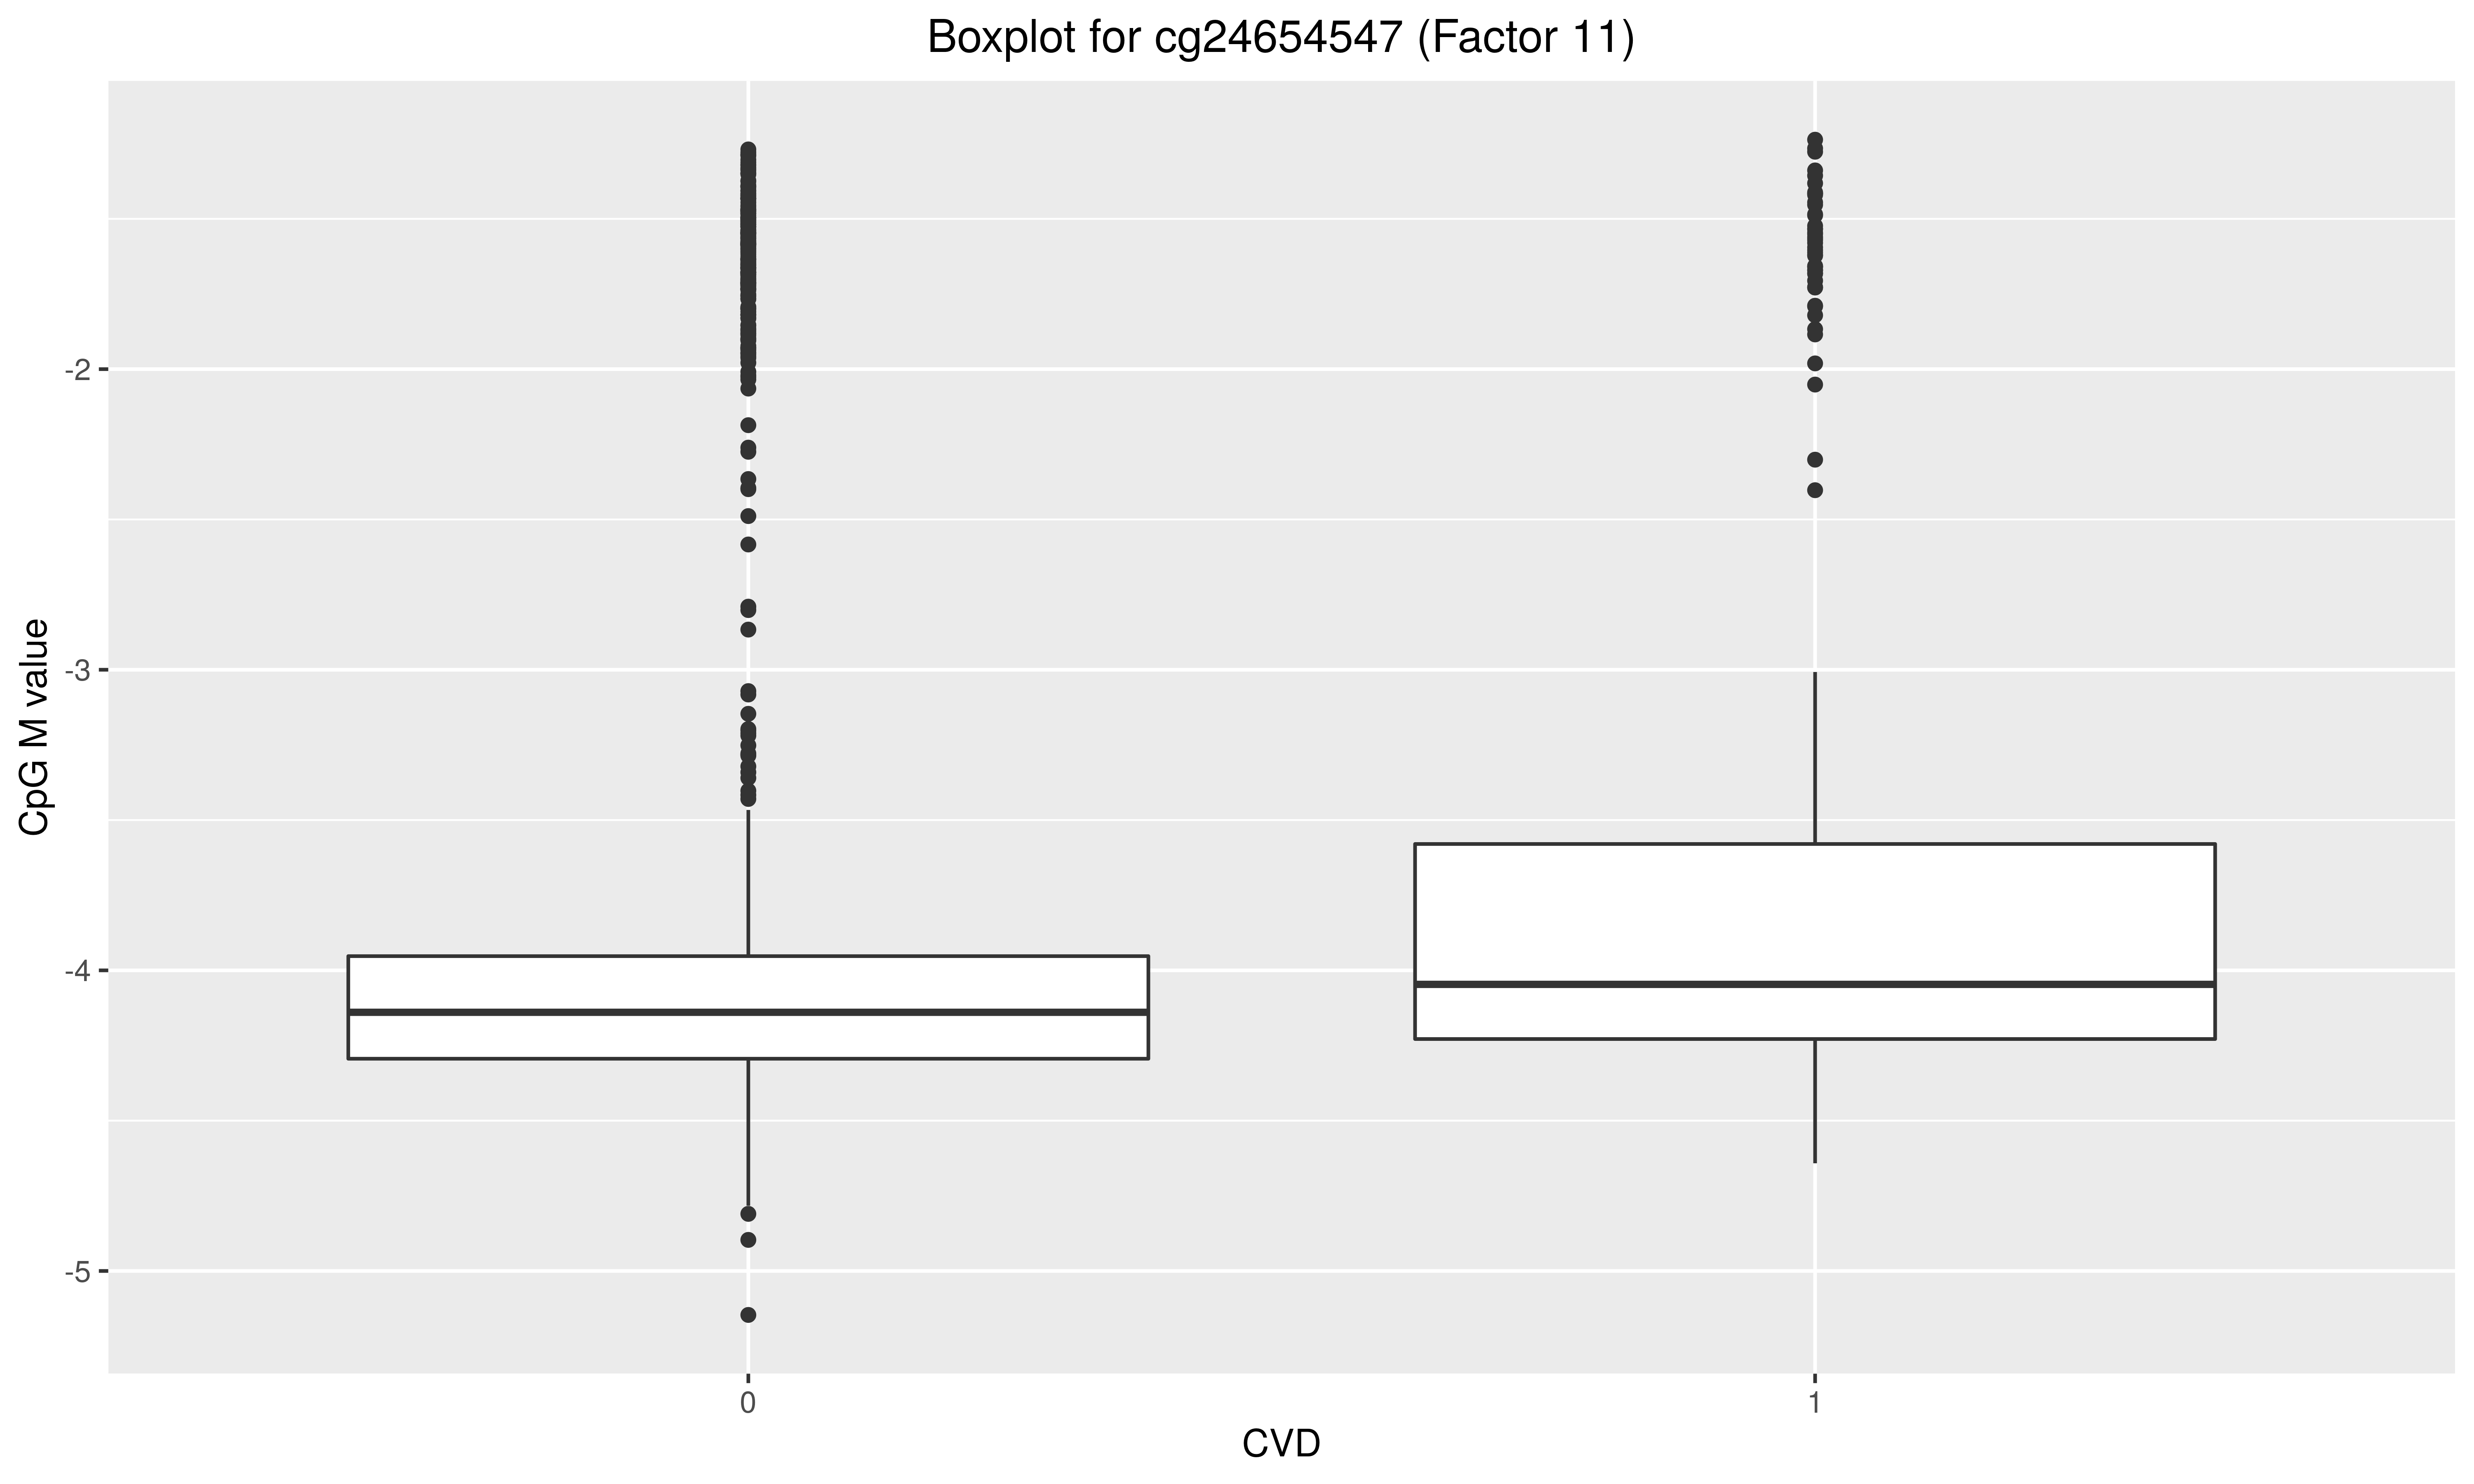 Boxplot for cg24654547 (Factor 11)
CpG M value
-2
-3
-4
-5
0
1
CVD